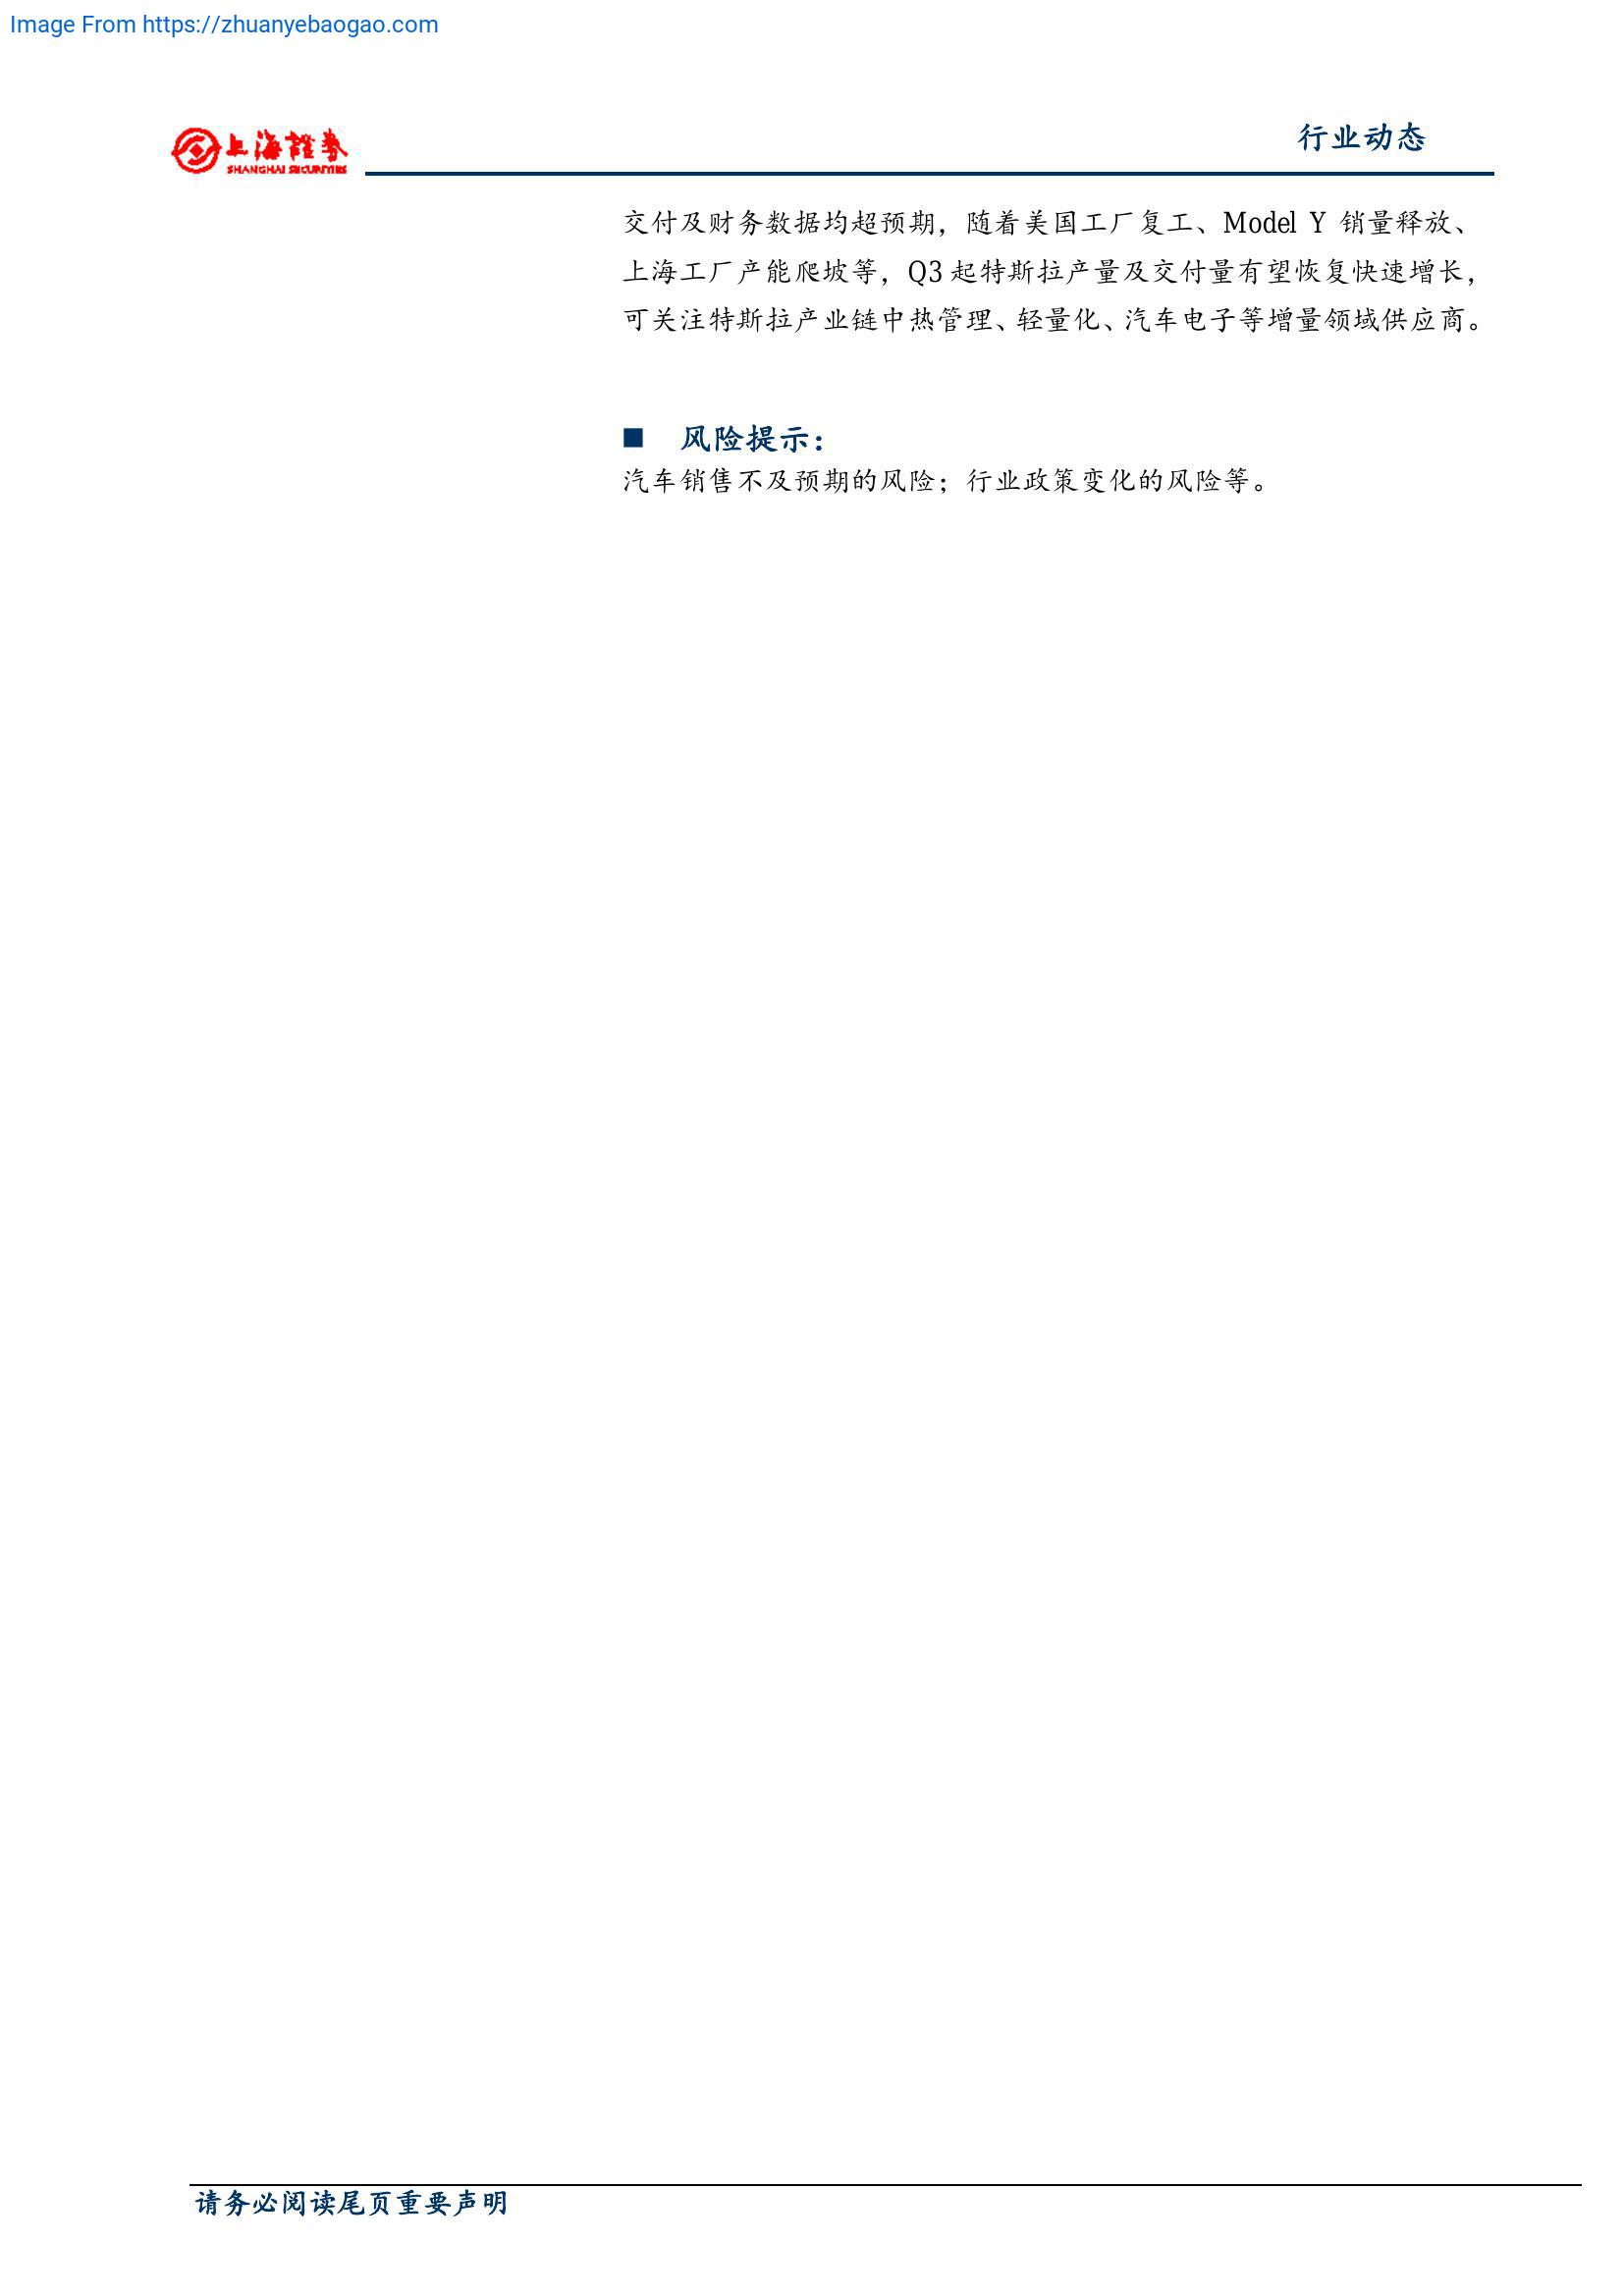 Image From https://zhuanyebaogao.com
上海證券
SHANGHAI SECURITIES
行业动态
交付及财务数据均超预期，随着美国工厂复工、Model Y 销量释放、
上海工厂产能爬坡等，Q3 起特斯拉产量及交付量有望恢复快速增长，
可关注特斯拉产业链中热管理、轻量化、汽车电子等增量领域供应商。
■ 风险提示：
汽车销售不及预期的风险；行业政策变化的风险等。
请务必阅读尾页重要声明